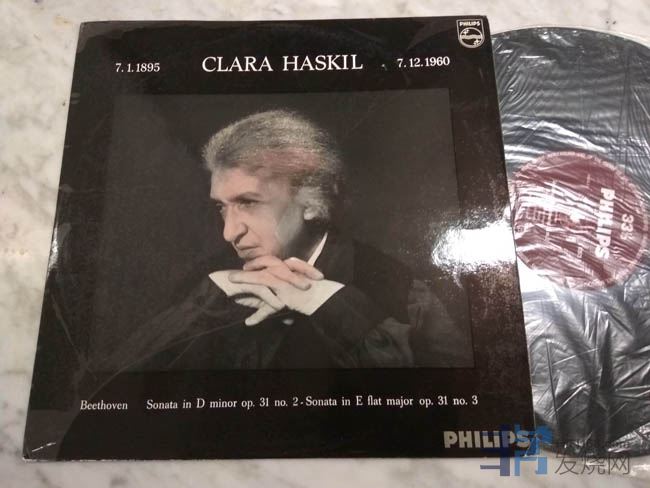 PHILIPS
7.1.1895 CLARA HASKIL - 7.12.1960
Beethoven Sonata in D minor op. 31 no. 2 - Sonata in E flat major op. 31 no. 3
PHILIPS
33
PHILIPS
发烧网